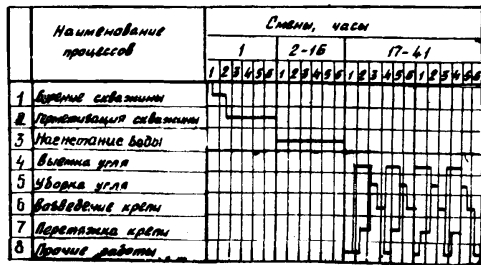 Наименование процессов
Смены, часы
1 2-16 17-41
1 2 3 4 5 6 1 2 3 4 5 6 1 2 3 4 5 6 1 2 3 4 5 6
1 Бурение скважины
2 Герметизация скважины
3 Нагнетание воды
4 Выемка угля
5 Уборка угля
6 Возведение крепи
7 Перетяжка крепи
8 Прочие работы